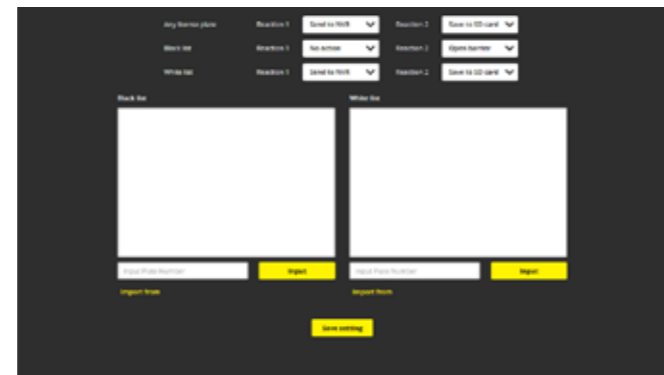 Any license plate Reaction 1 Send to NVR Reaction 2 Save to SD card
Black list Reaction 1 No action Reaction 2 Open barrier
White list Reaction 1 Send to NVR Reaction 2 Save to SD card
Black list White list
Input Plate Number Input Input Plate Number Input
Import from Import from
Save setting